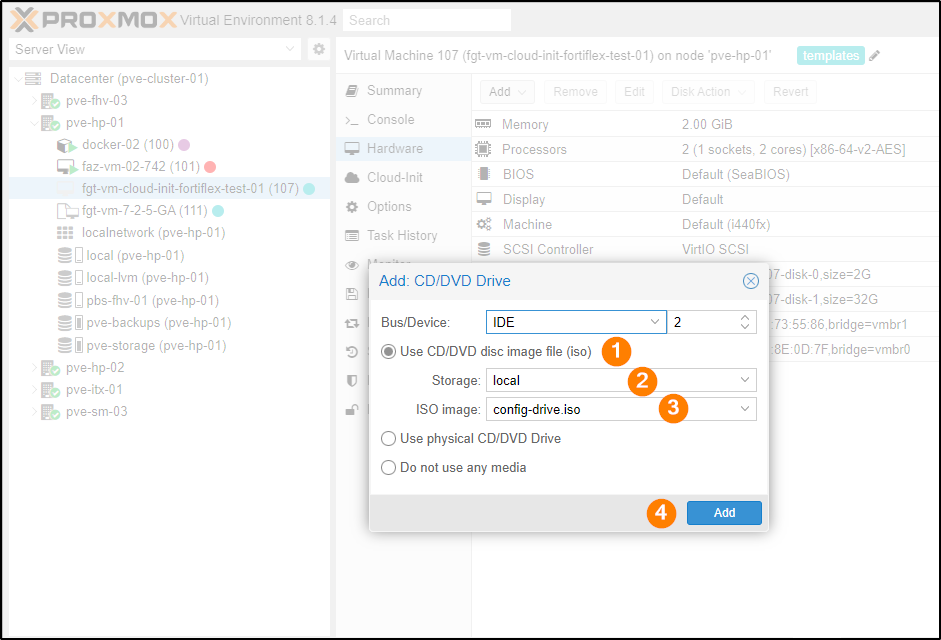 PROXMOX Virtual Environment 8.1.4 Search
Server View
Datacenter (pve-cluster-01)
pve-fhv-03
pve-hp-01
docker-02 (100)
faz-vm-02-742 (101)
fgt-vm-cloud-init-fortiflex-test-01 (107)
fgt-vm-7-2-5-GA (111)
localnetwork (pve-hp-01)
local (pve-hp-01)
local-lvm (pve-hp-01)
pbs-fhv-01 (pve-hp-01)
pve-backups (pve-hp-01)
pve-storage (pve-hp-01)
pve-hp-02
pve-itx-01
pve-sm-03
Virtual Machine 107 (fgt-vm-cloud-init-fortiflex-test-01) on node 'pve-hp-01' templates
Summary
Console
Hardware
Cloud-Init
Options
Task History
Monitor
Add Remove Edit Disk Action Revert
Memory 2.00 GiB
Processors 2 (1 sockets, 2 cores) [x86-64-v2-AES]
BIOS Default (SeaBIOS)
Display Default
Machine Default (i440fx)
SCSI Controller VirtIO SCSI
07-disk-0,size=2G
07-disk-1,size=32G
:73:55:86,bridge=vmbr1
:8E:0D:7F,bridge=vmbr0
Add: CD/DVD Drive
Bus/Device: IDE 2
Use CD/DVD disc image file (iso) 1
Storage: local 2
ISO image: config-drive.iso 3
Use physical CD/DVD Drive
Do not use any media
4 Add